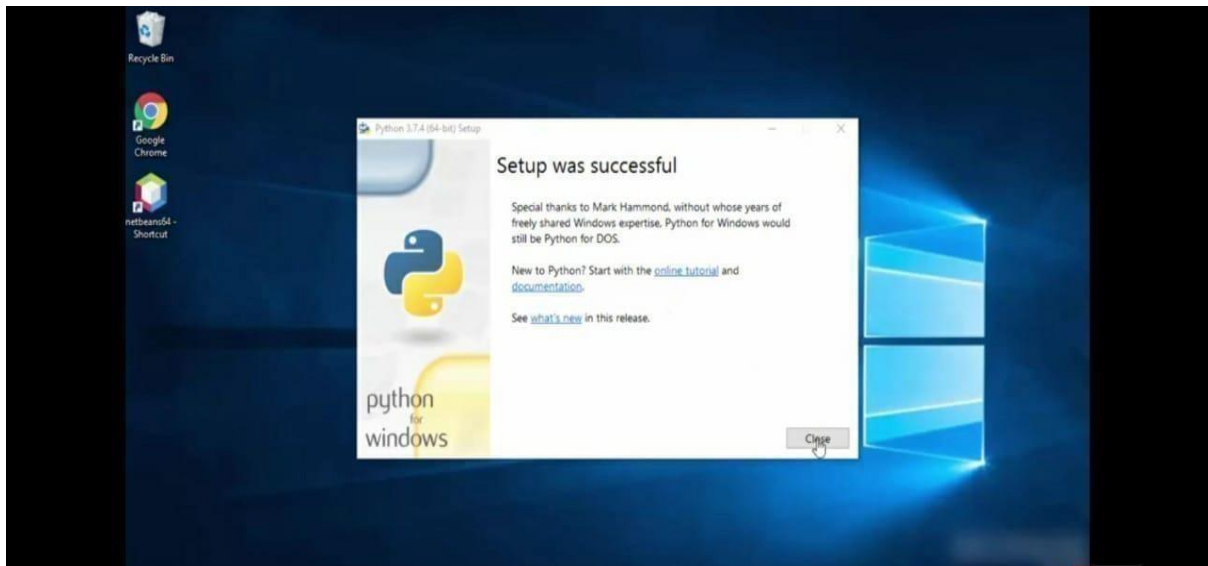 Recycle Bin
Google
Chrome
netbeans64 -
Shortcut
Python 3.7.4 (64-bit) Setup
Setup was successful
Special thanks to Mark Hammond, without whose years of
freely shared Windows expertise, Python for Windows would
still be Python for DOS.
New to Python? Start with the online tutorial and
documentation.
See what's new in this release.
python
for
windows
Close